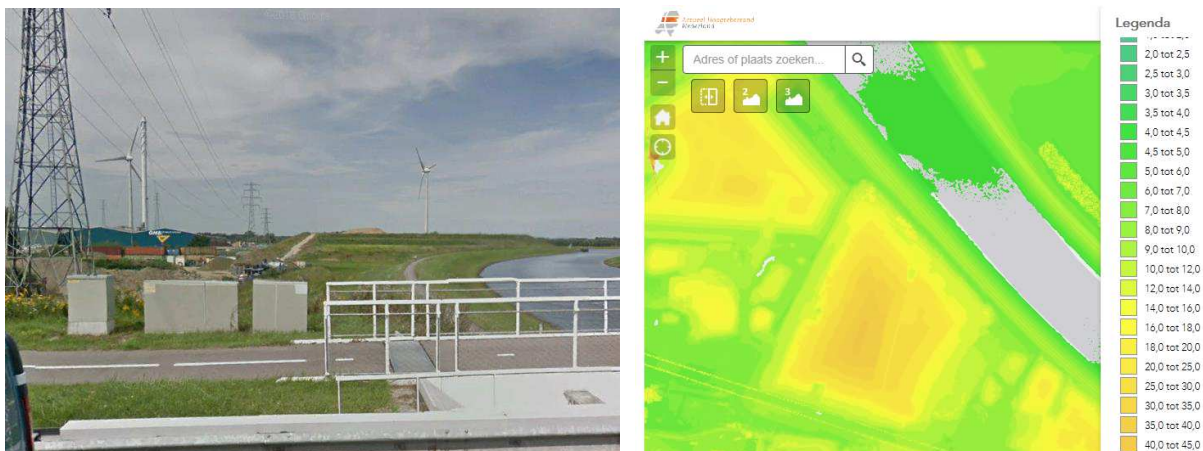 GMA
Actueel Hoogtebestand
Nederland
Adres of plaats zoeken...
2
3
Legenda
2,0 tot 2,5
2,5 tot 3,0
3,0 tot 3,5
3,5 tot 4,0
4,0 tot 4,5
4,5 tot 5,0
5,0 tot 6,0
6,0 tot 7,0
7,0 tot 8,0
8,0 tot 9,0
9,0 tot 10,0
10,0 tot 12,0
12,0 tot 14,0
14,0 tot 16,0
16,0 tot 18,0
18,0 tot 20,0
20,0 tot 25,0
25,0 tot 30,0
30,0 tot 35,0
35,0 tot 40,0
40,0 tot 45,0